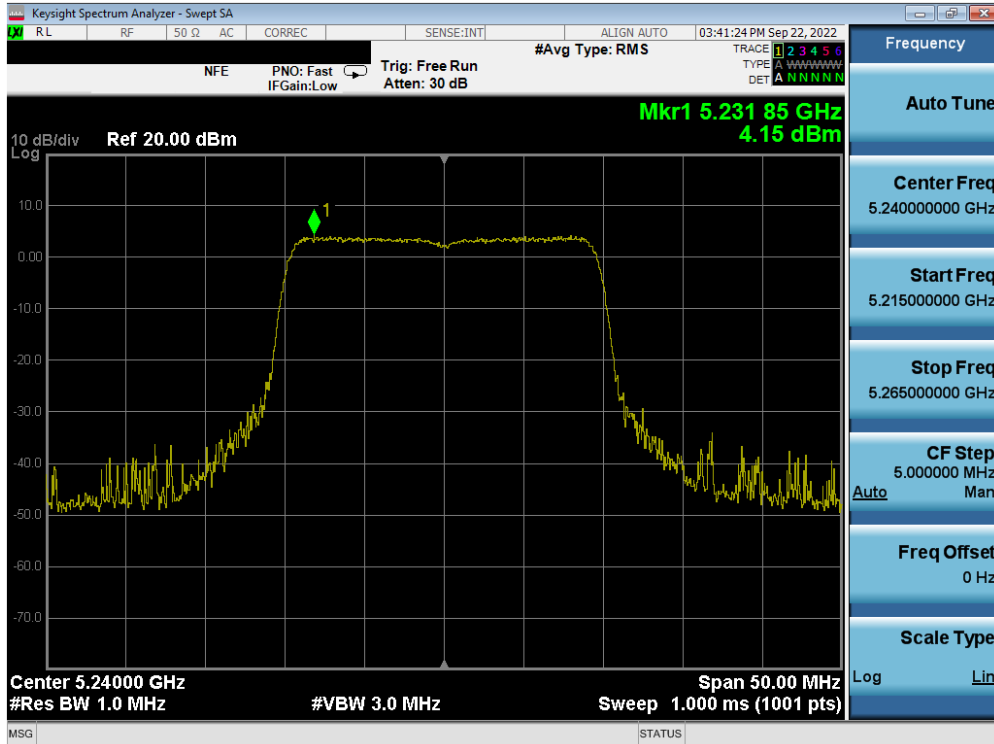 Keysight Spectrum Analyzer - Swept SA
LXI RL RF 50 Ω AC CORREC SENSE:INT ALIGN AUTO 03:41:24 PM Sep 22, 2022
NFE PNO: Fast IFGain:Low Trig: Free Run Atten: 30 dB #Avg Type: RMS
TRACE 1 2 3 4 5 6
TYPE A WWWWW
DET A N N N N N
Mkr1 5.231 85 GHz
4.15 dBm
10 dB/div Ref 20.00 dBm
Log
1
10.0
0.00
-10.0
-20.0
-30.0
-40.0
-50.0
-60.0
-70.0
Center 5.24000 GHz Span 50.00 MHz
#Res BW 1.0 MHz #VBW 3.0 MHz Sweep 1.000 ms (1001 pts)
MSG STATUS
Frequency
Auto Tune
Center Freq
5.240000000 GHz
Start Freq
5.215000000 GHz
Stop Freq
5.265000000 GHz
CF Step
5.000000 MHz
Auto Man
Freq Offset
0 Hz
Scale Type
Log Lin